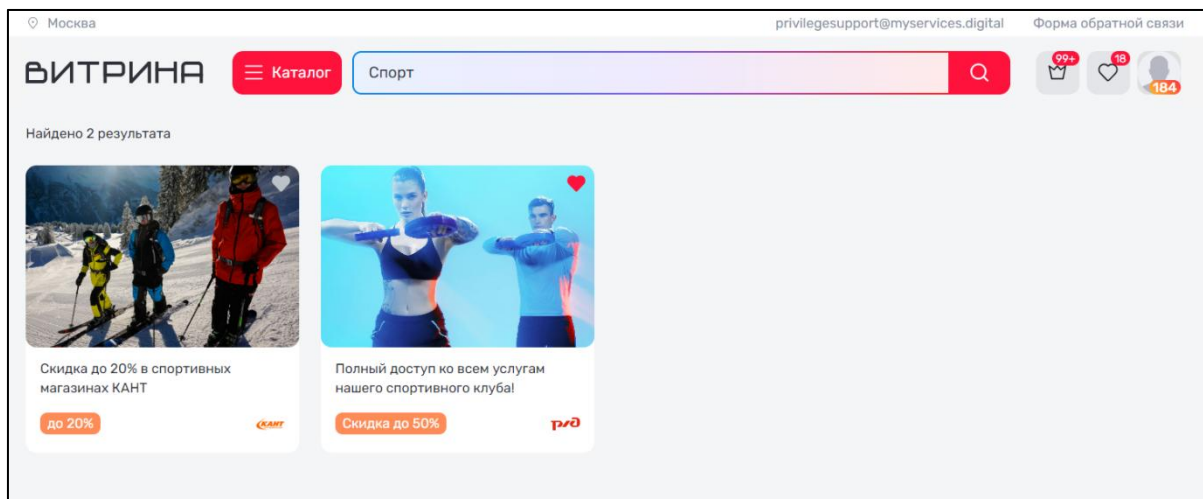 Москва
privilegesupport@myservices.digital Форма обратной связи
ВИТРИНА
Каталог
Спорт
99+
18
184
Найдено 2 результата
Скидка до 20% в спортивных
магазинах КАНТ
до 20%
КАНТ
Полный доступ ко всем услугам
нашего спортивного клуба!
Скидка до 50%
ржд